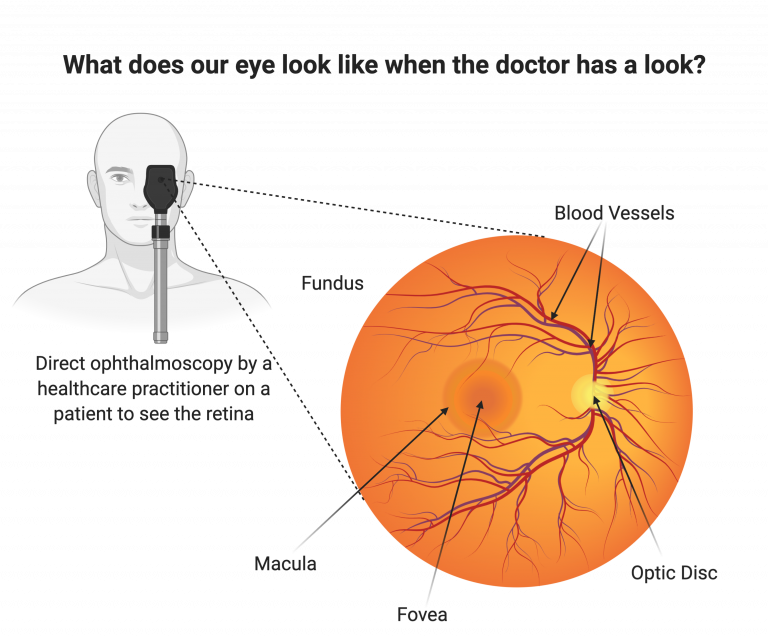 What does our eye look like when the doctor has a look?
Blood Vessels
Fundus
Direct ophthalmoscopy by a
healthcare practitioner on a
patient to see the retina
Macula
Optic Disc
Fovea